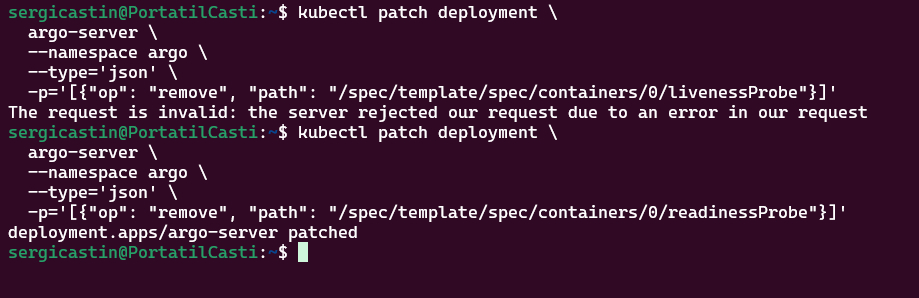 sergicastin@PortatilCasti:~$ kubectl patch deployment \
  argo-server \
  --namespace argo \
  --type='json' \
  -p='[{"op": "remove", "path": "/spec/template/spec/containers/0/livenessProbe"}]'
The request is invalid: the server rejected our request due to an error in our request
sergicastin@PortatilCasti:~$ kubectl patch deployment \
  argo-server \
  --namespace argo \
  --type='json' \
  -p='[{"op": "remove", "path": "/spec/template/spec/containers/0/readinessProbe"}]'
deployment.apps/argo-server patched
sergicastin@PortatilCasti:~$